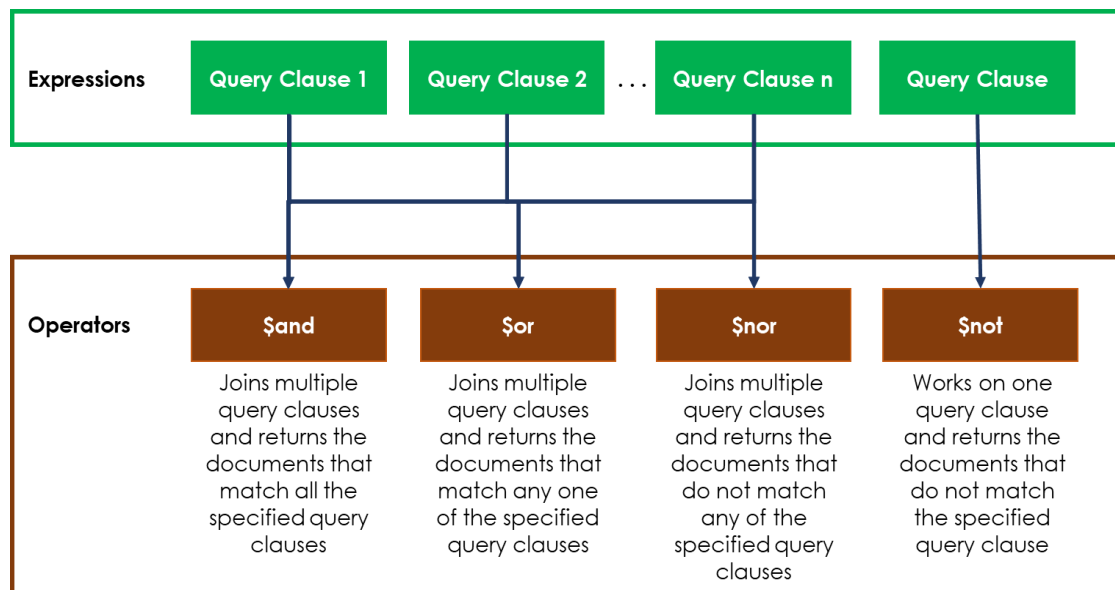 Expressions
Query Clause 1
Query Clause 2
...
Query Clause n
Query Clause
Operators
$and
$or
$nor
$not
Joins multiple
query clauses
and returns the
documents that
match all the
specified query
clauses
Joins multiple
query clauses
and returns the
documents that
match any one
of the specified
query clauses
Joins multiple
query clauses
and returns the
documents that
do not match
any of the
specified query
clauses
Works on one
query clause
and returns the
documents that
do not match
the specified
query clause